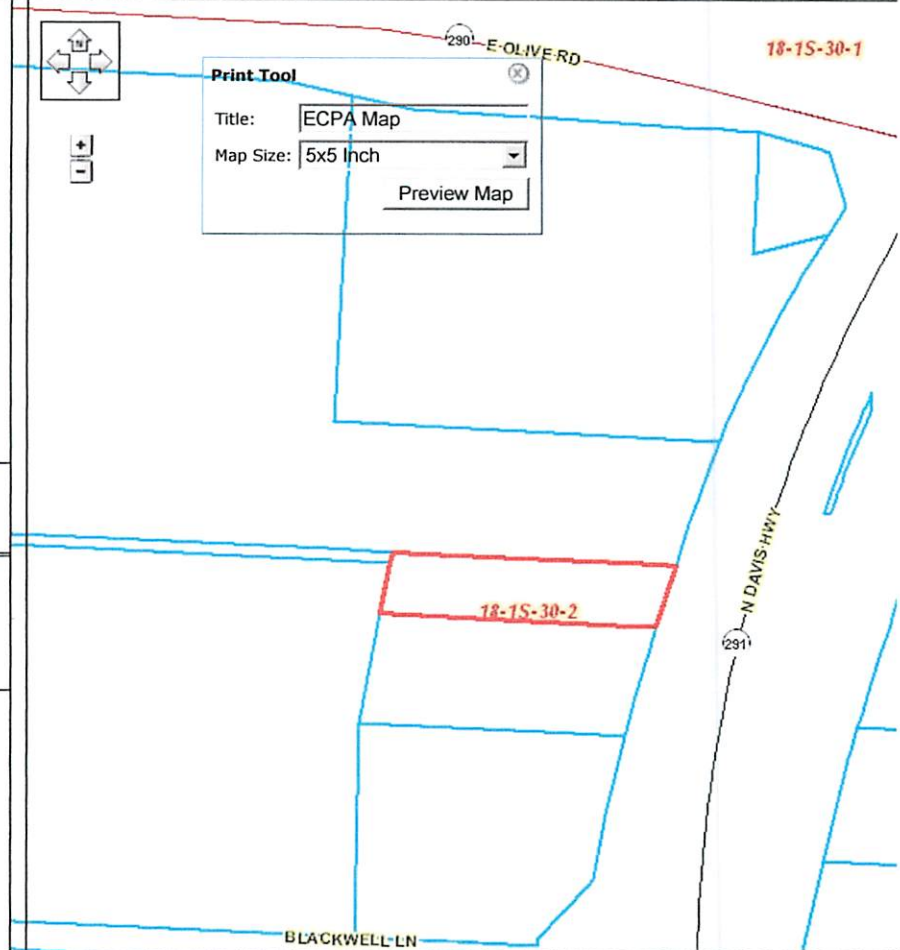 290
E OLIVE RD
18-1S-30-1
N
Print Tool
Title: ECPA Map
Map Size: 5x5 Inch
Preview Map
+
-
18-1S-30-2
N DAVIS HWY
291
BLACKWELL LN